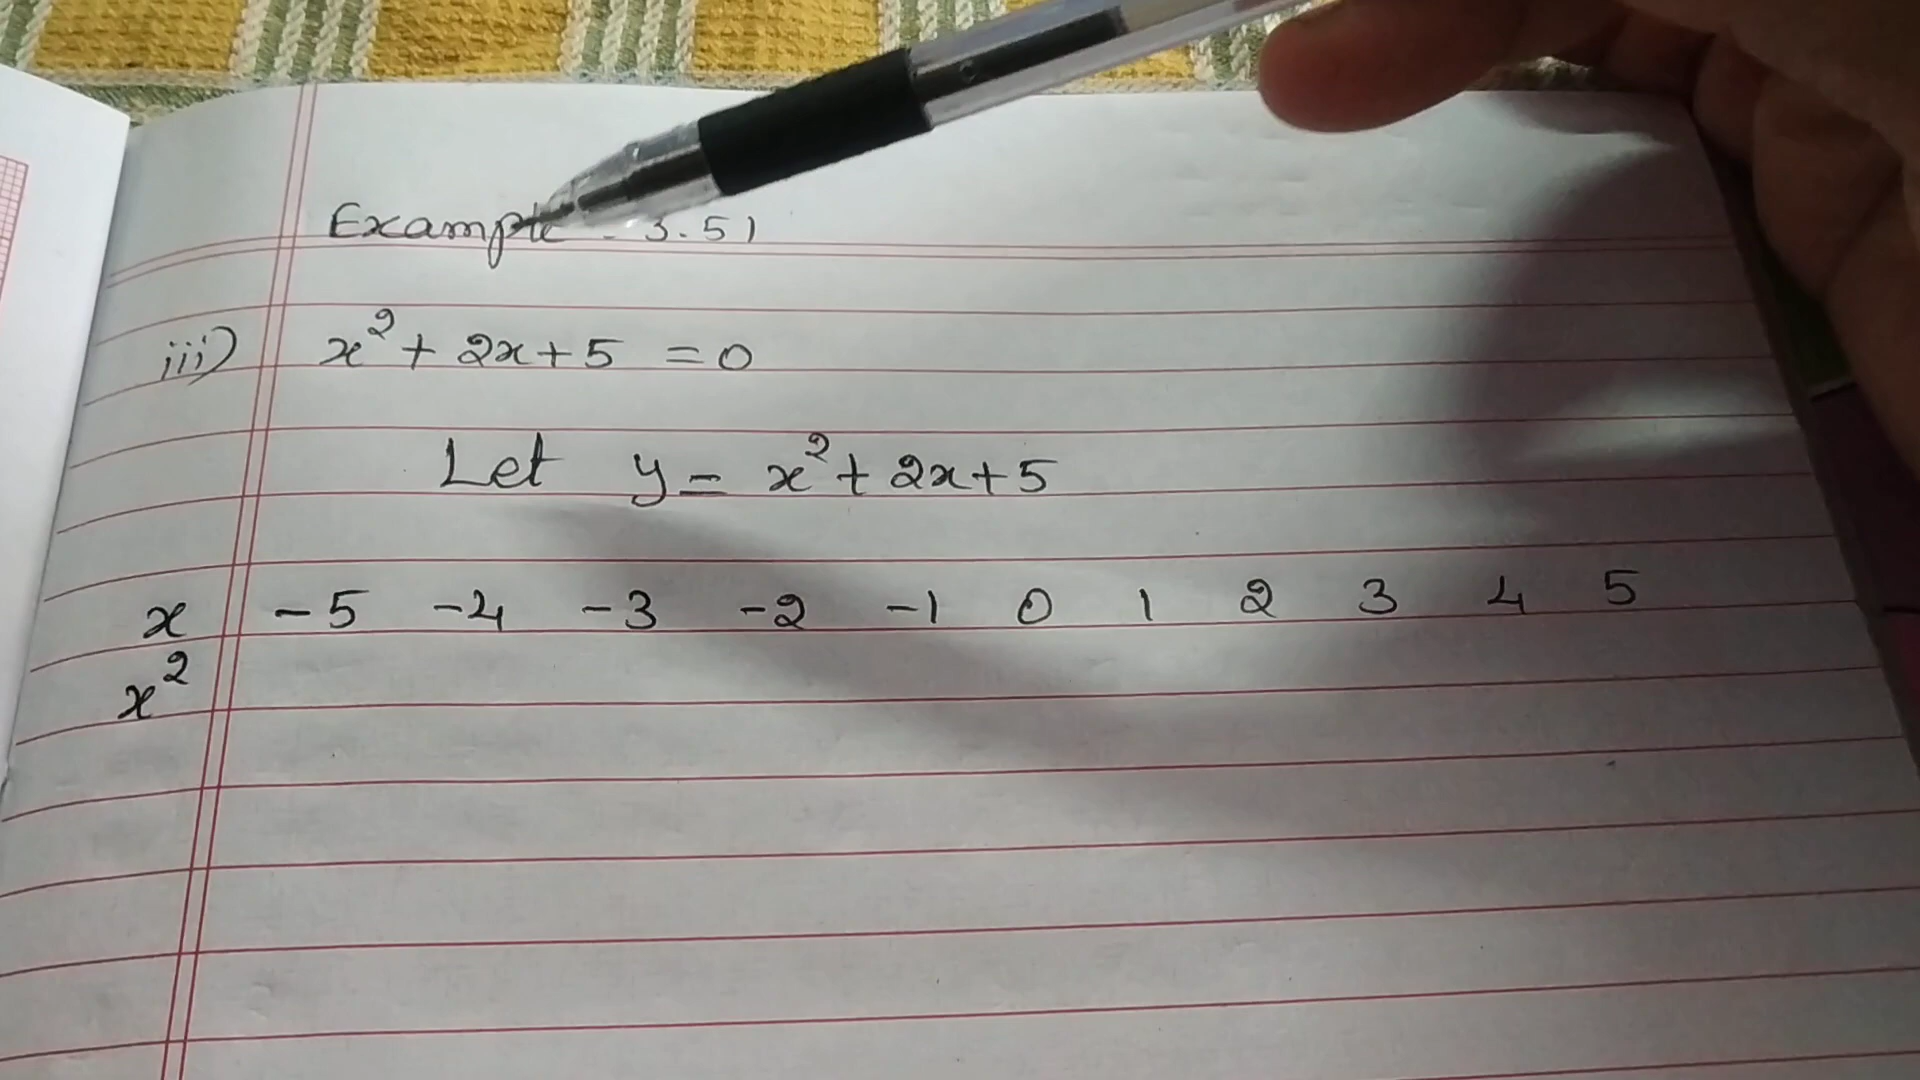 Example - 3.51
iii) x² + 2x + 5 = 0
Let y = x² + 2x + 5
x -5 -4 -3 -2 -1 0 1 2 3 4 5
x²